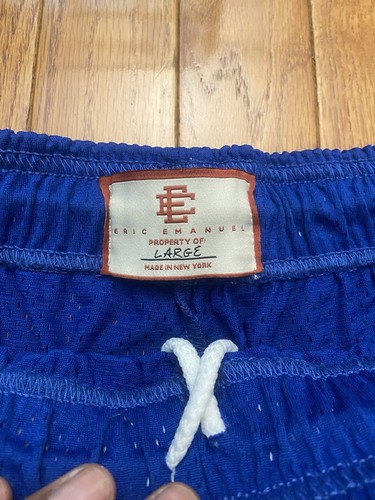 EE
ERIC EMANUEL
PROPERTY OF:
LARGE
MADE IN NEW YORK